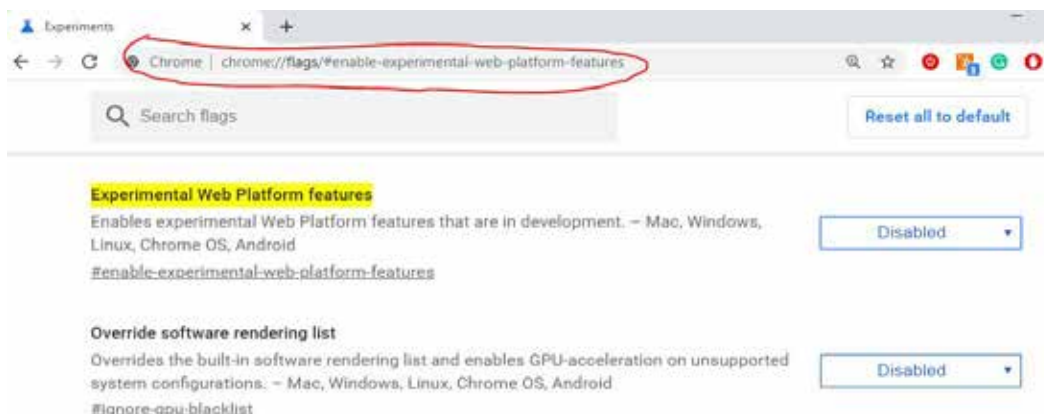 Experiments
Chrome | chrome://flags/#enable-experimental-web-platform-features
Search flags
Reset all to default
Experimental Web Platform features
Enables experimental Web Platform features that are in development. – Mac, Windows,
Linux, Chrome OS, Android
#enable-experimental-web-platform-features
Disabled
Override software rendering list
Overrides the built-in software rendering list and enables GPU-acceleration on unsupported
system configurations. – Mac, Windows, Linux, Chrome OS, Android
#ignore-gpu-blacklist
Disabled